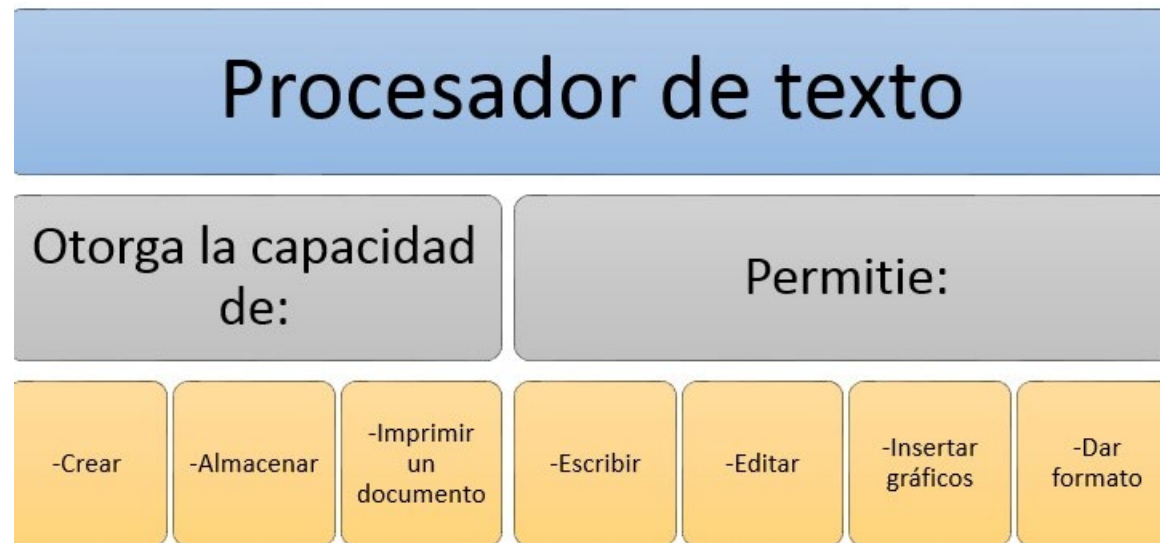 Procesador de texto
Otorga la capacidad
de:
Permitie:
-Crear
-Almacenar
-Imprimir
un
documento
-Escribir
-Editar
-Insertar
gráficos
-Dar
formato